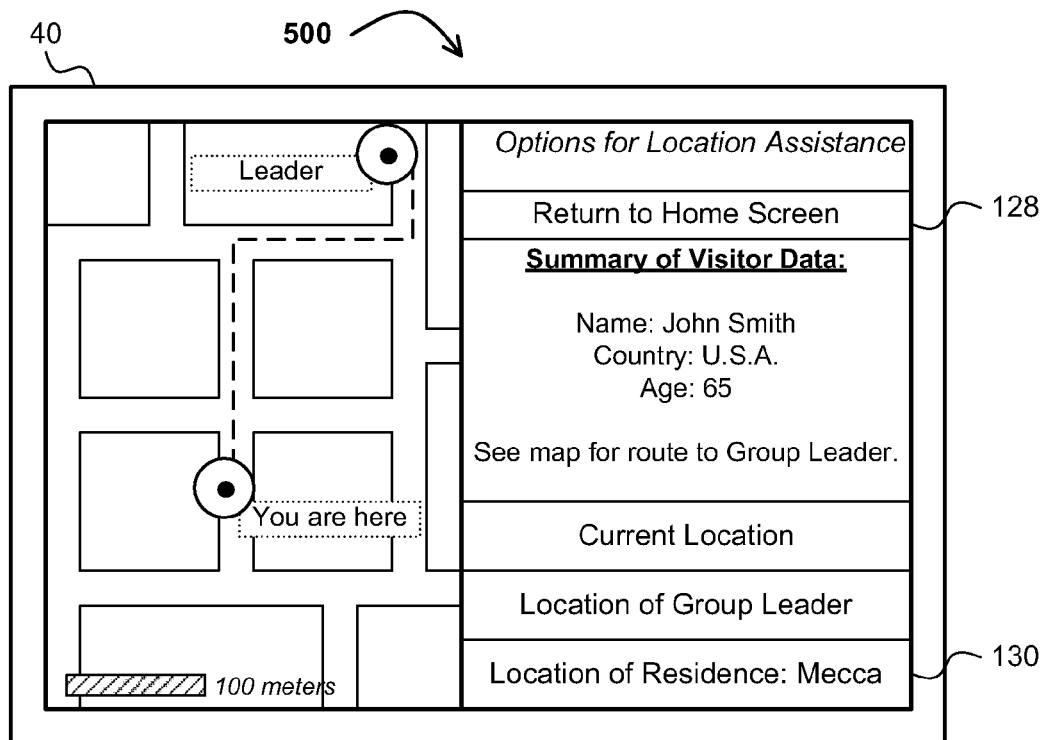 40
500
Leader
You are here
100 meters
Options for Location Assistance
Return to Home Screen
128
Summary of Visitor Data:
Name: John Smith
Country: U.S.A.
Age: 65
See map for route to Group Leader.
Current Location
Location of Group Leader
Location of Residence: Mecca
130